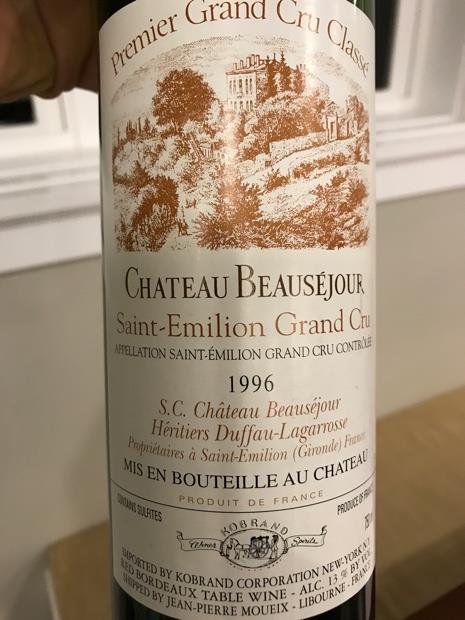 Premier Grand Cru Classé
CHATEAU BEAUSÉJOUR
Saint-Emilion Grand Cru
APPELLATION SAINT-ÉMILION GRAND CRU CONTRÔLÉE
1996
S.C. Château Beauséjour
Héritiers Duffau-Lagarrosse
Propriétaires à Saint-Emilion (Gironde) France
MIS EN BOUTEILLE AU CHATEAU
PRODUIT DE FRANCE
CONTAINS SULFITES
PRODUCE OF FRANCE
KOBRAND
Wines Spirits
IMPORTED BY KOBRAND CORPORATION NEW-YORK N.Y.
RED BORDEAUX TABLE WINE - ALC. 13 % BY VOL.
SHIPPED BY JEAN-PIERRE MOUEIX - LIBOURNE - FRANCE